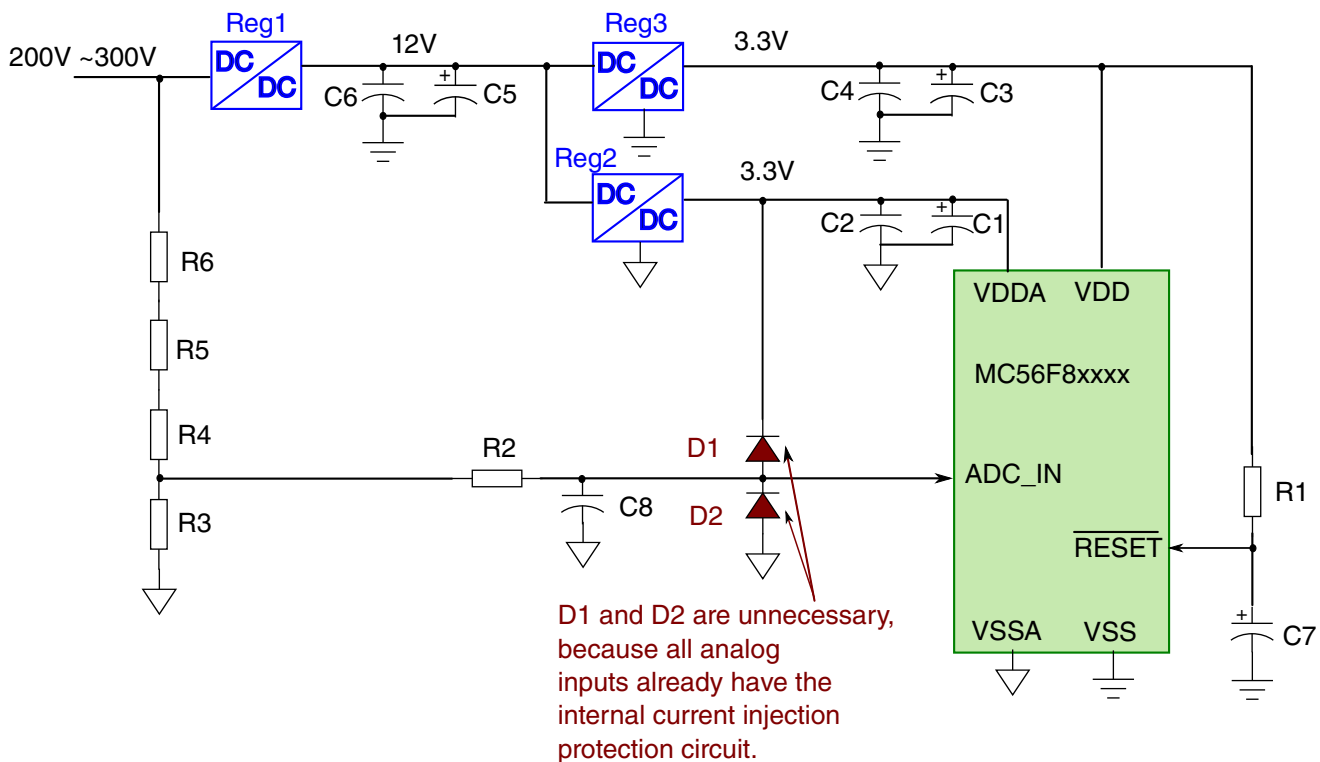 Reg1
Reg3
200V ~300V
12V
3.3V
DC
DC
DC
DC
C6
C5
C4
C3
Reg2
3.3V
DC
DC
C2
C1
R6
VDDA
VDD
R5
MC56F8xxxx
R4
R2
D1
ADC_IN
R1
R3
C8
D2
RESET
D1 and D2 are unnecessary,
because all analog
inputs already have the
internal current injection
protection circuit.
VSSA
VSS
C7
+
+
+
+